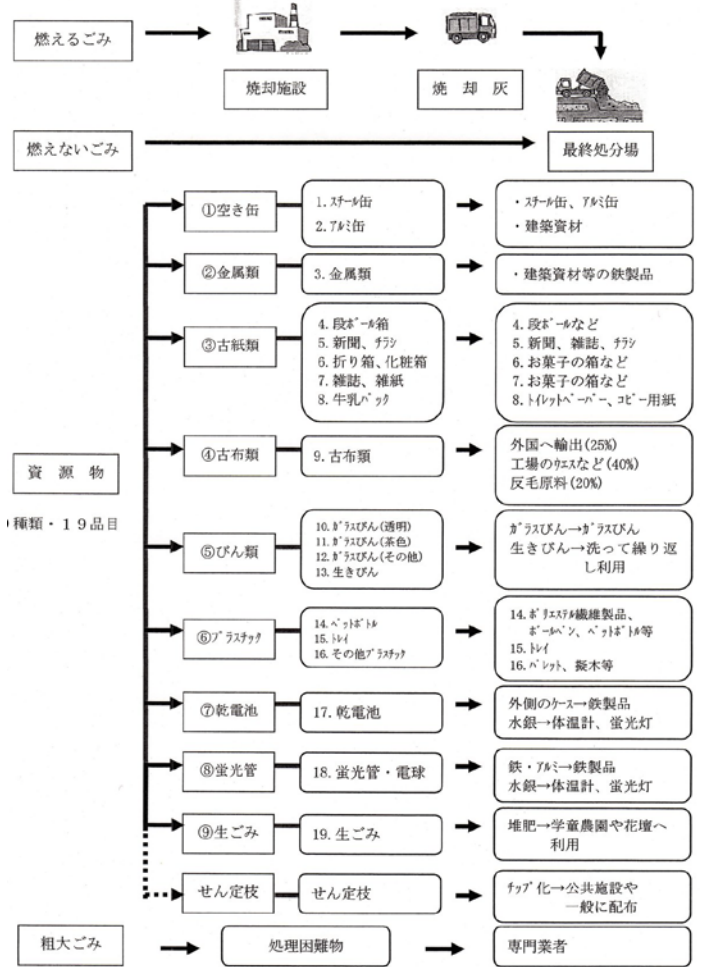 燃えるごみ
焼却施設
焼却灰
燃えないごみ
最終処分場
資源物
種類・19品目
①空き缶
1. スチール缶
2. アルミ缶
・スチール缶、アルミ缶
・建築資材
②金属類
3. 金属類
・建築資材等の鉄製品
③古紙類
4. 段ボール箱
5. 新聞、チラシ
6. 折り箱、化粧箱
7. 雑誌、雑紙
8. 牛乳パック
4. 段ボールなど
5. 新聞、雑誌、チラシ
6. お菓子の箱など
7. お菓子の箱など
8. トイレットペーパー、コピー用紙
④古布類
9. 古布類
外国へ輸出(25%)
工場のウエスなど(40%)
反毛原料(20%)
⑤びん類
10. ガラスびん(透明)
11. ガラスびん(茶色)
12. ガラスびん(その他)
13. 生きびん
ガラスびん→ガラスびん
生きびん→洗って繰り返
し利用
⑥プラスチック
14. ペットボトル
15. トレイ
16. その他プラスチック
14. ポリエステル繊維製品、
ボールペン、ペットボトル等
15. トレイ
16. パレット、擬木等
⑦乾電池
17. 乾電池
外側のケース→鉄製品
水銀→体温計、蛍光灯
⑧蛍光管
18. 蛍光管・電球
鉄・アルミ→鉄製品
水銀→体温計、蛍光灯
⑨生ごみ
19. 生ごみ
堆肥→学童農園や花壇へ
利用
せん定枝
せん定枝
チップ化→公共施設や
一般に配布
粗大ごみ
処理困難物
専門業者